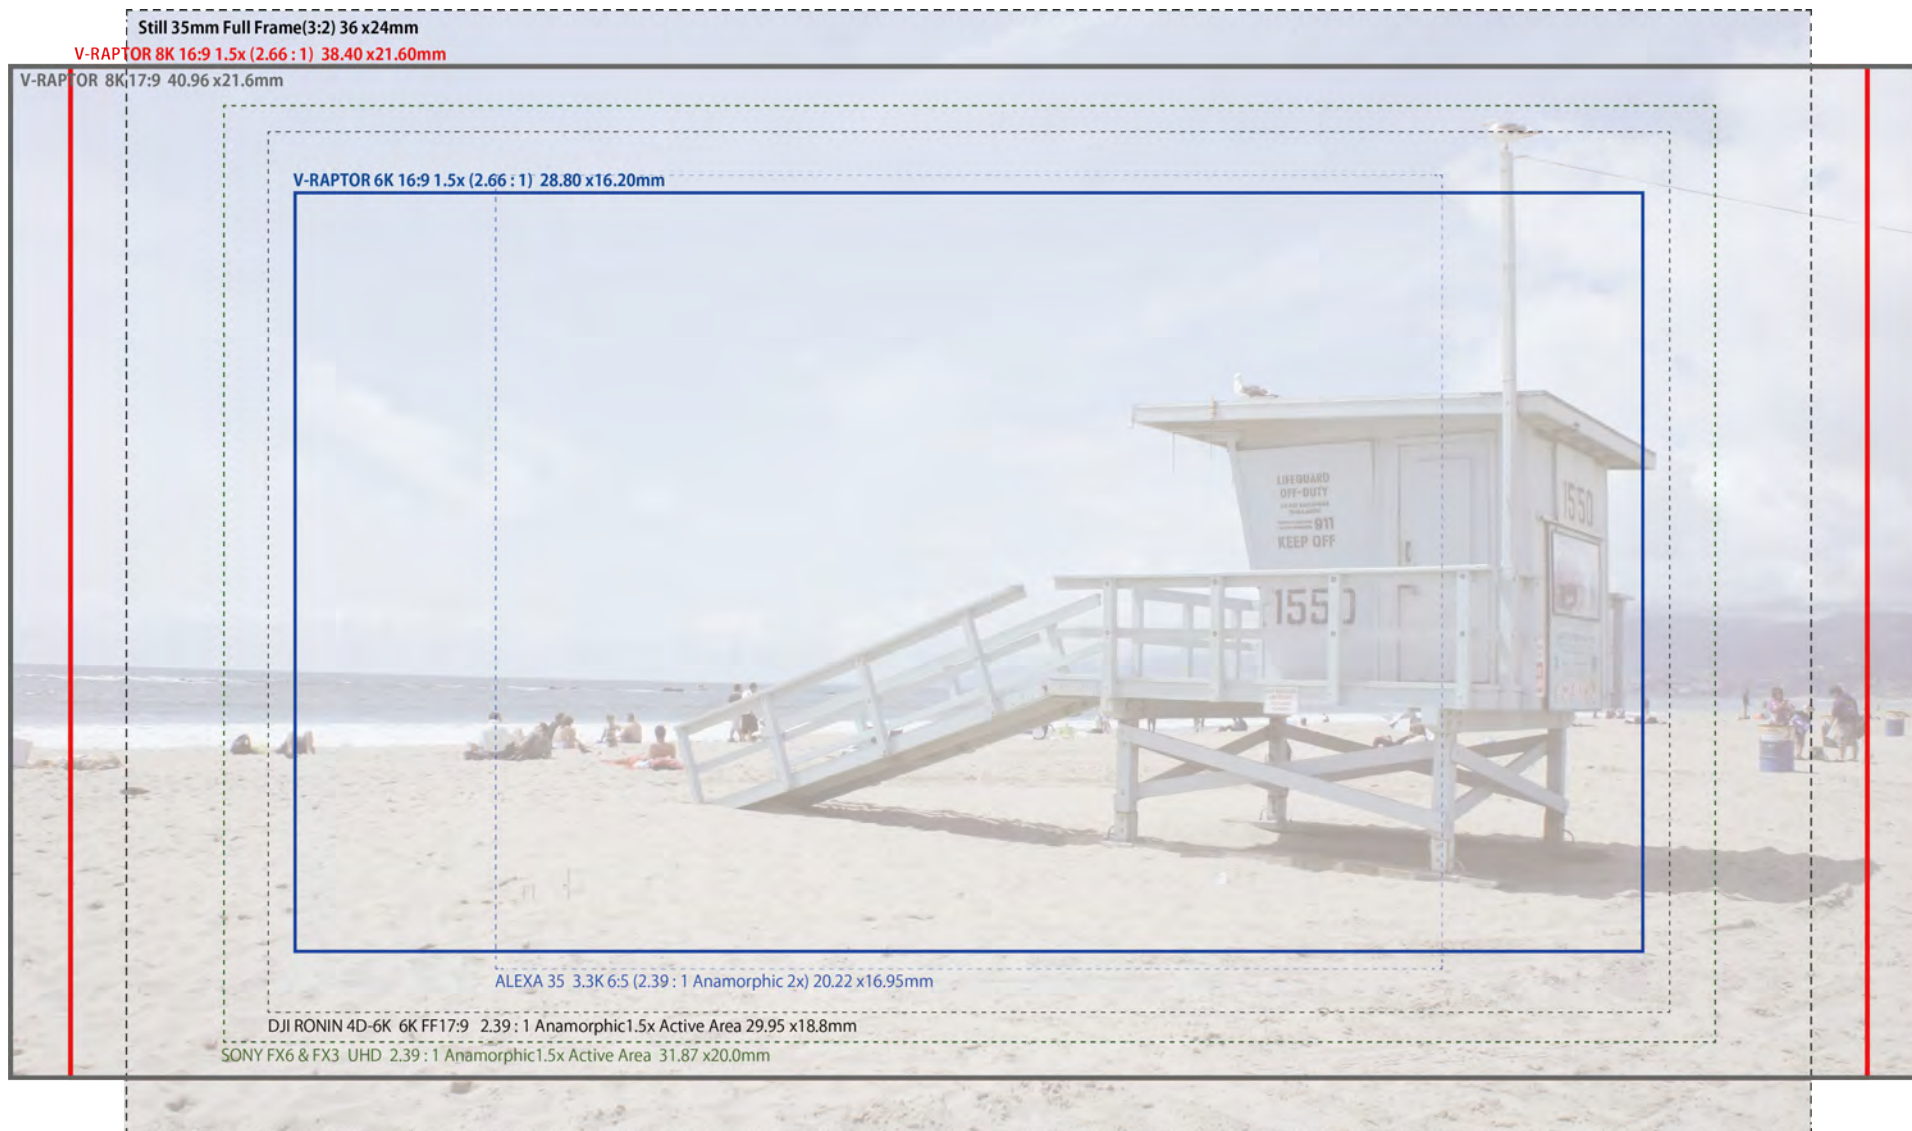 Still 35mm Full Frame(3:2) 36 x24mm
V-RAPTOR 8K 16:9 1.5x (2.66 : 1) 38.40 x21.60mm
V-RAPTOR 8K 17:9 40.96 x21.6mm
V-RAPTOR 6K 16:9 1.5x (2.66 : 1) 28.80 x16.20mm
LIFEGUARD
OFF-DUTY
911
KEEP OFF
1550
1550
ALEXA 35 3.3K 6:5 (2.39 : 1 Anamorphic 2x) 20.22 x16.95mm
DJI RONIN 4D-6K 6K FF17:9 2.39 : 1 Anamorphic1.5x Active Area 29.95 x18.8mm
SONY FX6 & FX3 UHD 2.39 : 1 Anamorphic1.5x Active Area 31.87 x20.0mm